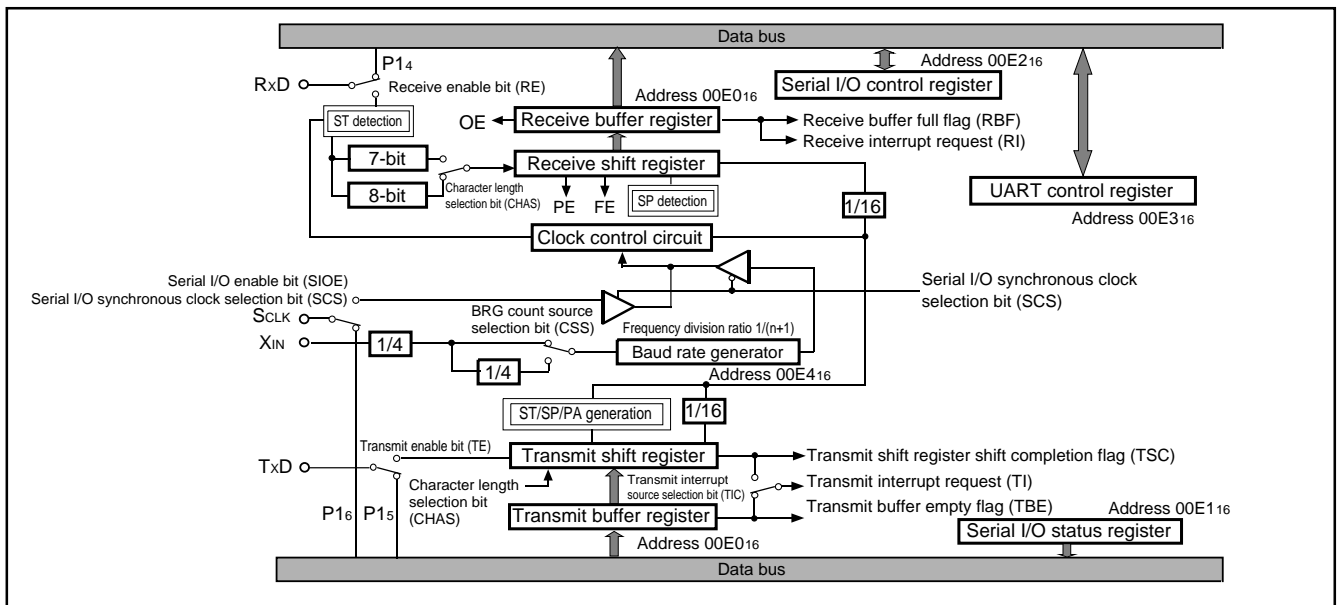 Data bus
P14
RxD
Receive enable bit (RE)
Address 00E216
Serial I/O control register
Address 00E016
ST detection
OE
Receive buffer register
Receive buffer full flag (RBF)
Receive interrupt request (RI)
7-bit
Receive shift register
8-bit
Character length
selection bit (CHAS)
PE
FE
SP detection
1/16
UART control register
Address 00E316
Clock control circuit
Serial I/O enable bit (SIOE)
Serial I/O synchronous clock selection bit (SCS)
Serial I/O synchronous clock
selection bit (SCS)
SCLK
BRG count source
selection bit (CSS)
Frequency division ratio 1/(n+1)
XIN
1/4
Baud rate generator
1/4
Address 00E416
ST/SP/PA generation
1/16
Transmit enable bit (TE)
Transmit shift register
Transmit shift register shift completion flag (TSC)
TxD
Character length
selection bit
(CHAS)
Transmit interrupt
source selection bit (TIC)
Transmit interrupt request (TI)
P16
P15
Transmit buffer register
Transmit buffer empty flag (TBE)
Address 00E116
Serial I/O status register
Address 00E016
Data bus